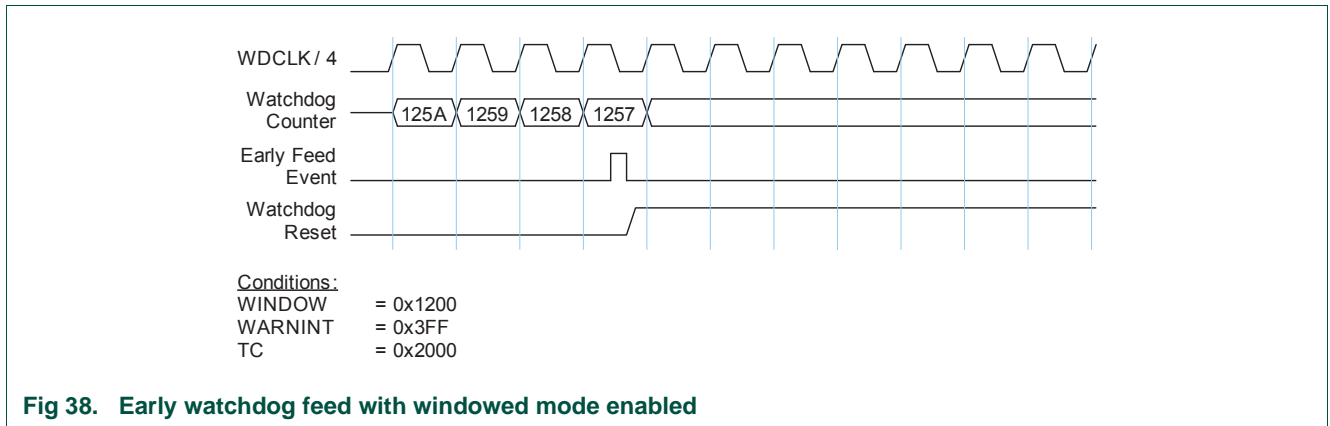 WDCLK / 4
Watchdog
Counter
125A 1259 1258 1257
Early Feed
Event
Watchdog
Reset
Conditions:
WINDOW = 0x1200
WARNINT = 0x3FF
TC = 0x2000
Fig 38. Early watchdog feed with windowed mode enabled